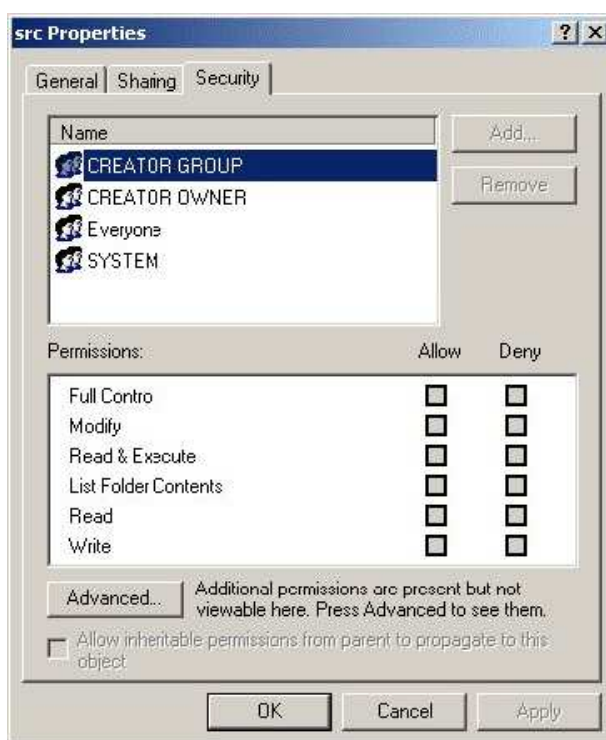 src Properties
General Sharing Security
Name
Add...
CREATOR GROUP
Remove
CREATOR OWNER
Everyone
SYSTEM
Permissions: Allow Deny
Full Contro
Modify
Read & Execute
List Folder Contents
Read
Write
Advanced...
Additional permissions are present but not
viewable here. Press Advanced to see them.
Allow inheritable permissions from parent to propagate to this
object
OK Cancel Apply